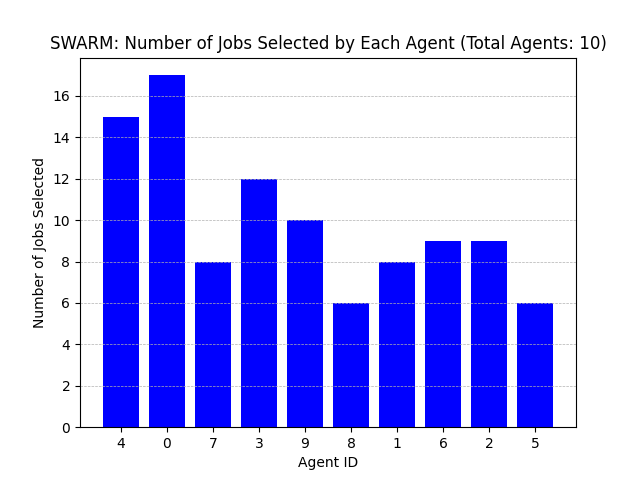 SWARM: Number of Jobs Selected by Each Agent (Total Agents: 10)
16
14
12
10
8
6
4
2
0
Number of Jobs Selected
4 0 7 3 9 8 1 6 2 5
Agent ID